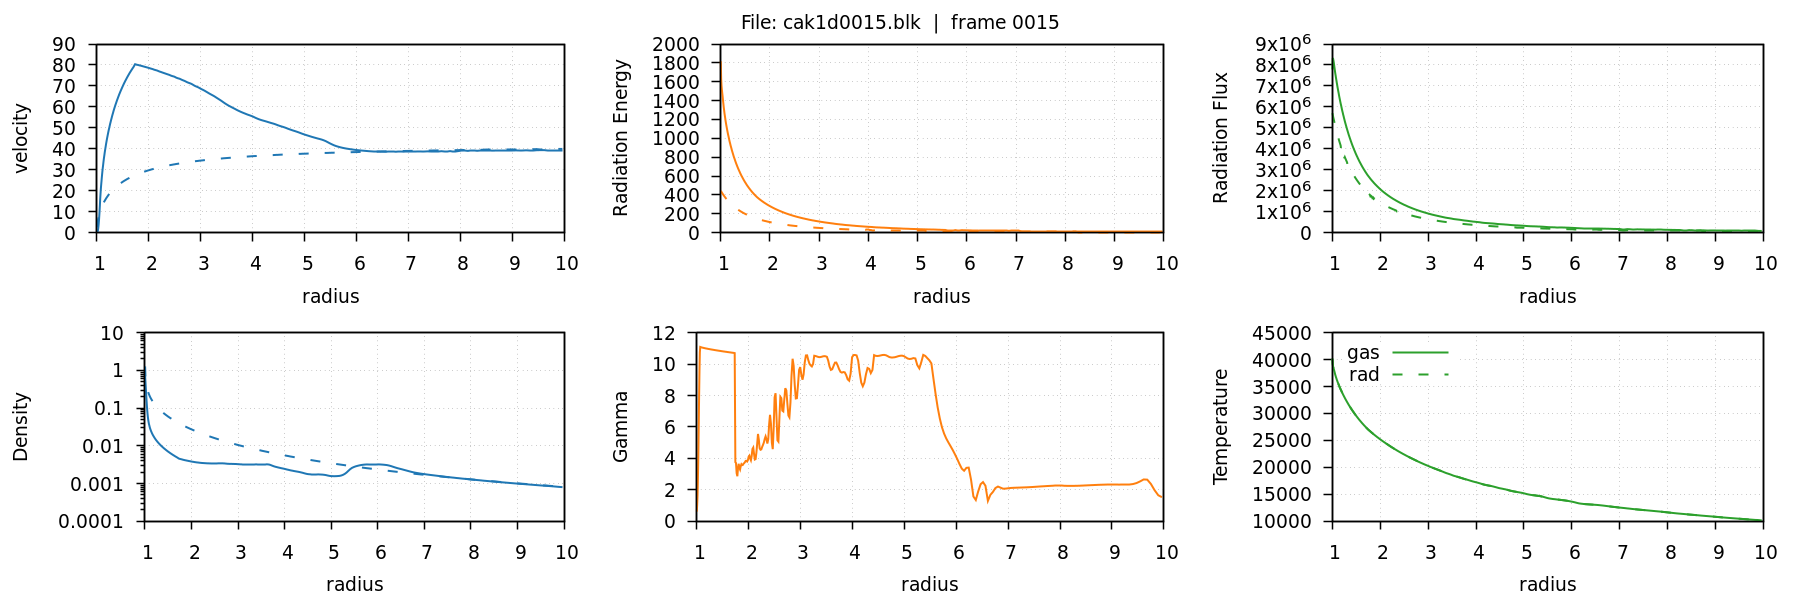 File: cak1d0015.blk | frame 0015
velocity
90
80
70
60
50
40
30
20
10
0
1 2 3 4 5 6 7 8 9 10
radius
Radiation Energy
2000
1800
1600
1400
1200
1000
800
600
400
200
0
1 2 3 4 5 6 7 8 9 10
radius
Radiation Flux
9x10⁶
8x10⁶
7x10⁶
6x10⁶
5x10⁶
4x10⁶
3x10⁶
2x10⁶
1x10⁶
0
1 2 3 4 5 6 7 8 9 10
radius
Density
10
1
0.1
0.01
0.001
0.0001
1 2 3 4 5 6 7 8 9 10
radius
Gamma
12
10
8
6
4
2
0
1 2 3 4 5 6 7 8 9 10
radius
Temperature
45000
40000
35000
30000
25000
20000
15000
10000
gas
rad
1 2 3 4 5 6 7 8 9 10
radius